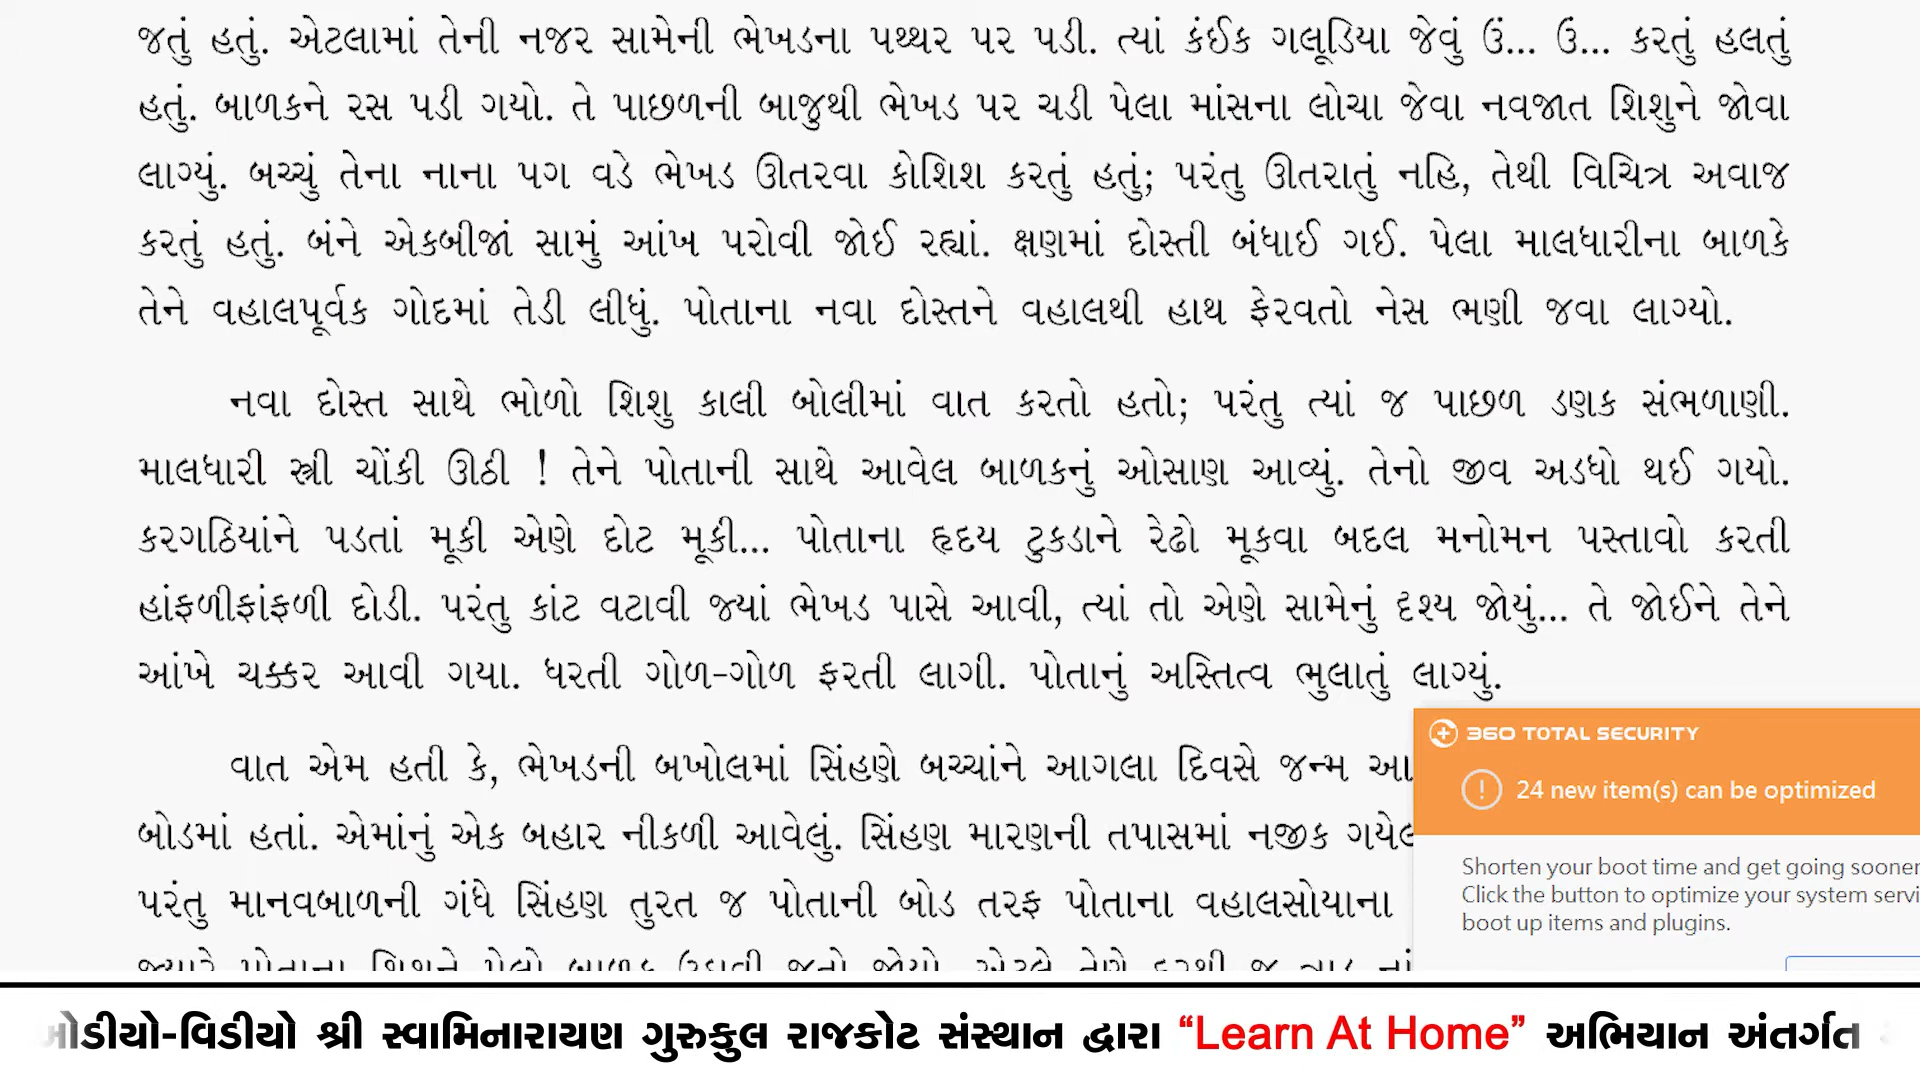 જતું હતું. એટલામાં તેની નજર સામેની ભેખડના પથ્થર પર પડી. ત્યાં કંઈક ગલૂડિયા જેવું ઉં... ઉં... કરતું હલતું
હતું. બાળકને રસ પડી ગયો. તે પાછળની બાજુથી ભેખડ પર ચડી પેલા માંસના લોચા જેવા નવજાત શિશુને જોવા
લાગ્યું. બચ્ચું તેના નાના પગ વડે ભેખડ ઊતરવા કોશિશ કરતું હતું; પરંતુ ઊતરાતું નહિ, તેથી વિચિત્ર અવાજ
કરતું હતું. બંને એકબીજાં સામું આંખ પરોવી જોઈ રહ્યાં. ક્ષણમાં દોસ્તી બંધાઈ ગઈ. પેલા માલધારીના બાળકે
તેને વહાલપૂર્વક ગોદમાં તેડી લીધું. પોતાના નવા દોસ્તને વહાલથી હાથ ફેરવતો નેસ ભણી જવા લાગ્યો.
નવા દોસ્ત સાથે ભોળો શિશુ કાલી બોલીમાં વાત કરતો હતો; પરંતુ ત્યાં જ પાછળ ડણક સંભળાણી.
માલધારી સ્ત્રી ચોંકી ઊઠી ! તેને પોતાની સાથે આવેલ બાળકનું ઓસાણ આવ્યું. તેનો જીવ અડધો થઈ ગયો.
કરગઠિયાંને પડતાં મૂકી એણે દોટ મૂકી... પોતાના હૃદય ટુકડાને રેઢો મૂકવા બદલ મનોમન પસ્તાવો કરતી
હાંફળીફાંફળી દોડી. પરંતુ કાંટ વટાવી જ્યાં ભેખડ પાસે આવી, ત્યાં તો એણે સામેનું દૃશ્ય જોયું... તે જોઈને તેને
આંખે ચક્કર આવી ગયા. ધરતી ગોળ-ગોળ ફરતી લાગી. પોતાનું અસ્તિત્વ ભુલાતું લાગ્યું.
વાત એમ હતી કે, ભેખડની બખોલમાં સિંહણે બચ્ચાંને આગલા દિવસે જન્મ આ
બોડમાં હતાં. એમાંનું એક બહાર નીકળી આવેલું. સિંહણ મારણની તપાસમાં નજીક ગયેલ
પરંતુ માનવબાળની ગંધે સિંહણ તુરત જ પોતાની બોડ તરફ પોતાના વહાલસોયાના
જ્યારે પોતાના શિશુને પેલો બાળક ઉઠાવી જતો જોયો, એટલે તેણે દૂરથી જ ત્રાડ નાં
360 TOTAL SECURITY
24 new item(s) can be optimized
Shorten your boot time and get going sooner
Click the button to optimize your system servi
boot up items and plugins.
ઓડીયો-વિડીયો શ્રી સ્વામિનારાયણ ગુરુકુલ રાજકોટ સંસ્થાન દ્વારા “Learn At Home” અભિયાન અંતર્ગત